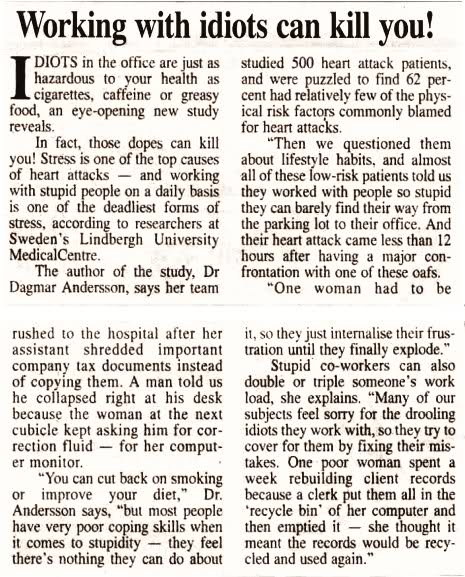 Working with idiots can kill you!
IDIOTS in the office are just as
hazardous to your health as
cigarettes, caffeine or greasy
food, an eye-opening new study
reveals.
In fact, those dopes can kill
you! Stress is one of the top causes
of heart attacks — and working
with stupid people on a daily basis
is one of the deadliest forms of
stress, according to researchers at
Sweden's Lindbergh University
MedicalCentre.
The author of the study, Dr
Dagmar Andersson, says her team
studied 500 heart attack patients,
and were puzzled to find 62 per-
cent had relatively few of the phys-
ical risk factors commonly blamed
for heart attacks.
"Then we questioned them
about lifestyle habits, and almost
all of these low-risk patients told us
they worked with people so stupid
they can barely find their way from
the parking lot to their office. And
their heart attack came less than 12
hours after having a major con-
frontation with one of these oafs.
"One woman had to be
rushed to the hospital after her
assistant shredded important
company tax documents instead
of copying them. A man told us
he collapsed right at his desk
because the woman at the next
cubicle kept asking him for cor-
rection fluid — for her comput-
er monitor.
"You can cut back on smoking
or improve your diet," Dr.
Andersson says, "but most people
have very poor coping skills when
it comes to stupidity — they feel
there's nothing they can do about
it, so they just internalise their frus-
tration until they finally explode."
Stupid co-workers can also
double or triple someone's work
load, she explains. "Many of our
subjects feel sorry for the drooling
idiots they work with, so they try to
cover for them by fixing their mis-
takes. One poor woman spent a
week rebuilding client records
because a clerk put them all in the
'recycle bin' of her computer and
then emptied it — she thought it
meant the records would be recy-
cled and used again."